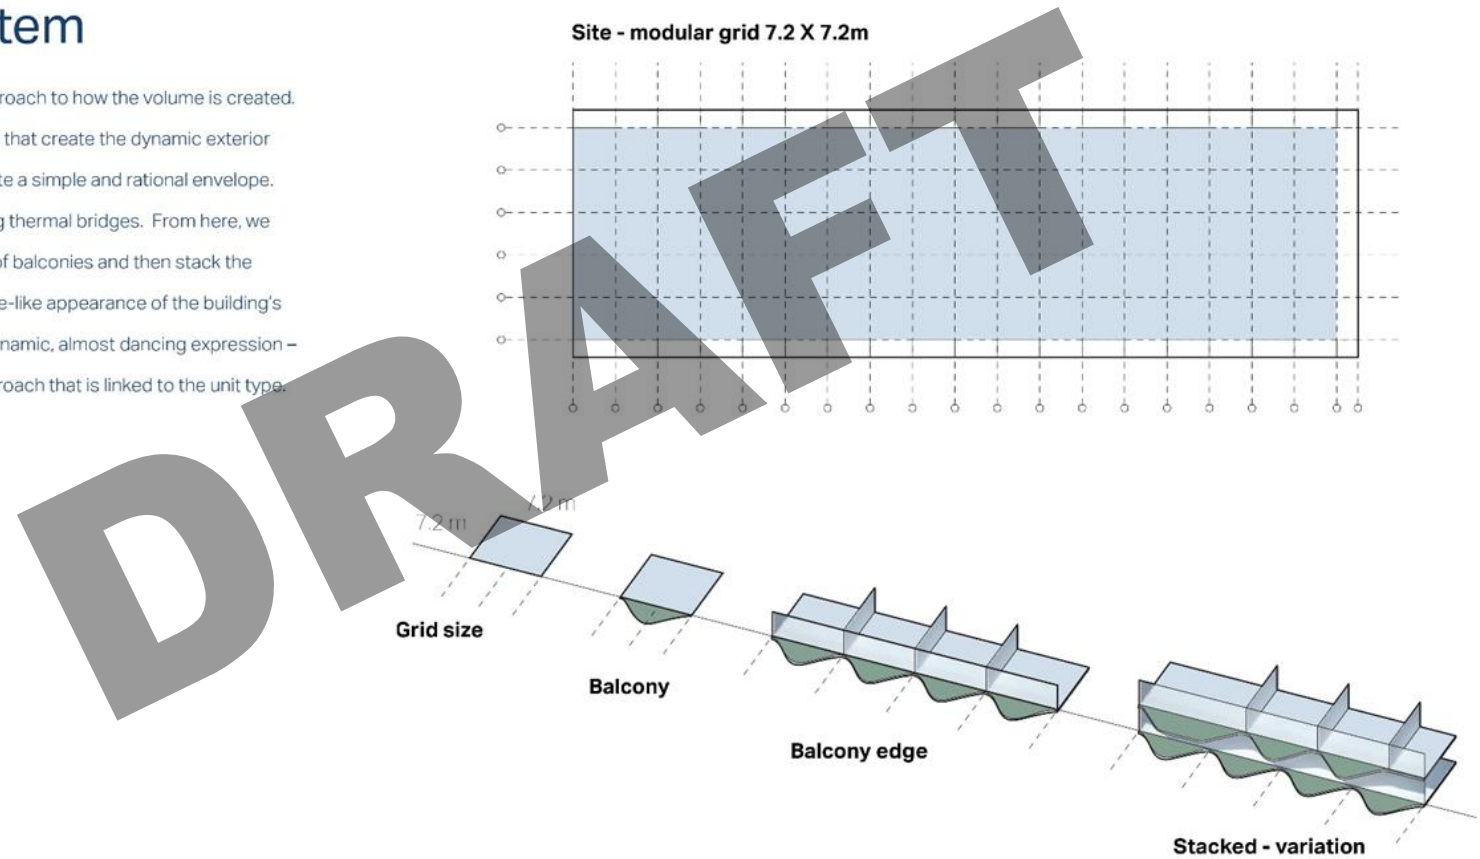 tem
roach to how the volume is created.
that create the dynamic exterior
te a simple and rational envelope.
g thermal bridges. From here, we
of balconies and then stack the
e-like appearance of the building's
namic, almost dancing expression –
roach that is linked to the unit type.
Site - modular grid 7.2 X 7.2m
DRAFT
7.2 m
7.2 m
Grid size
Balcony
Balcony edge
Stacked - variation